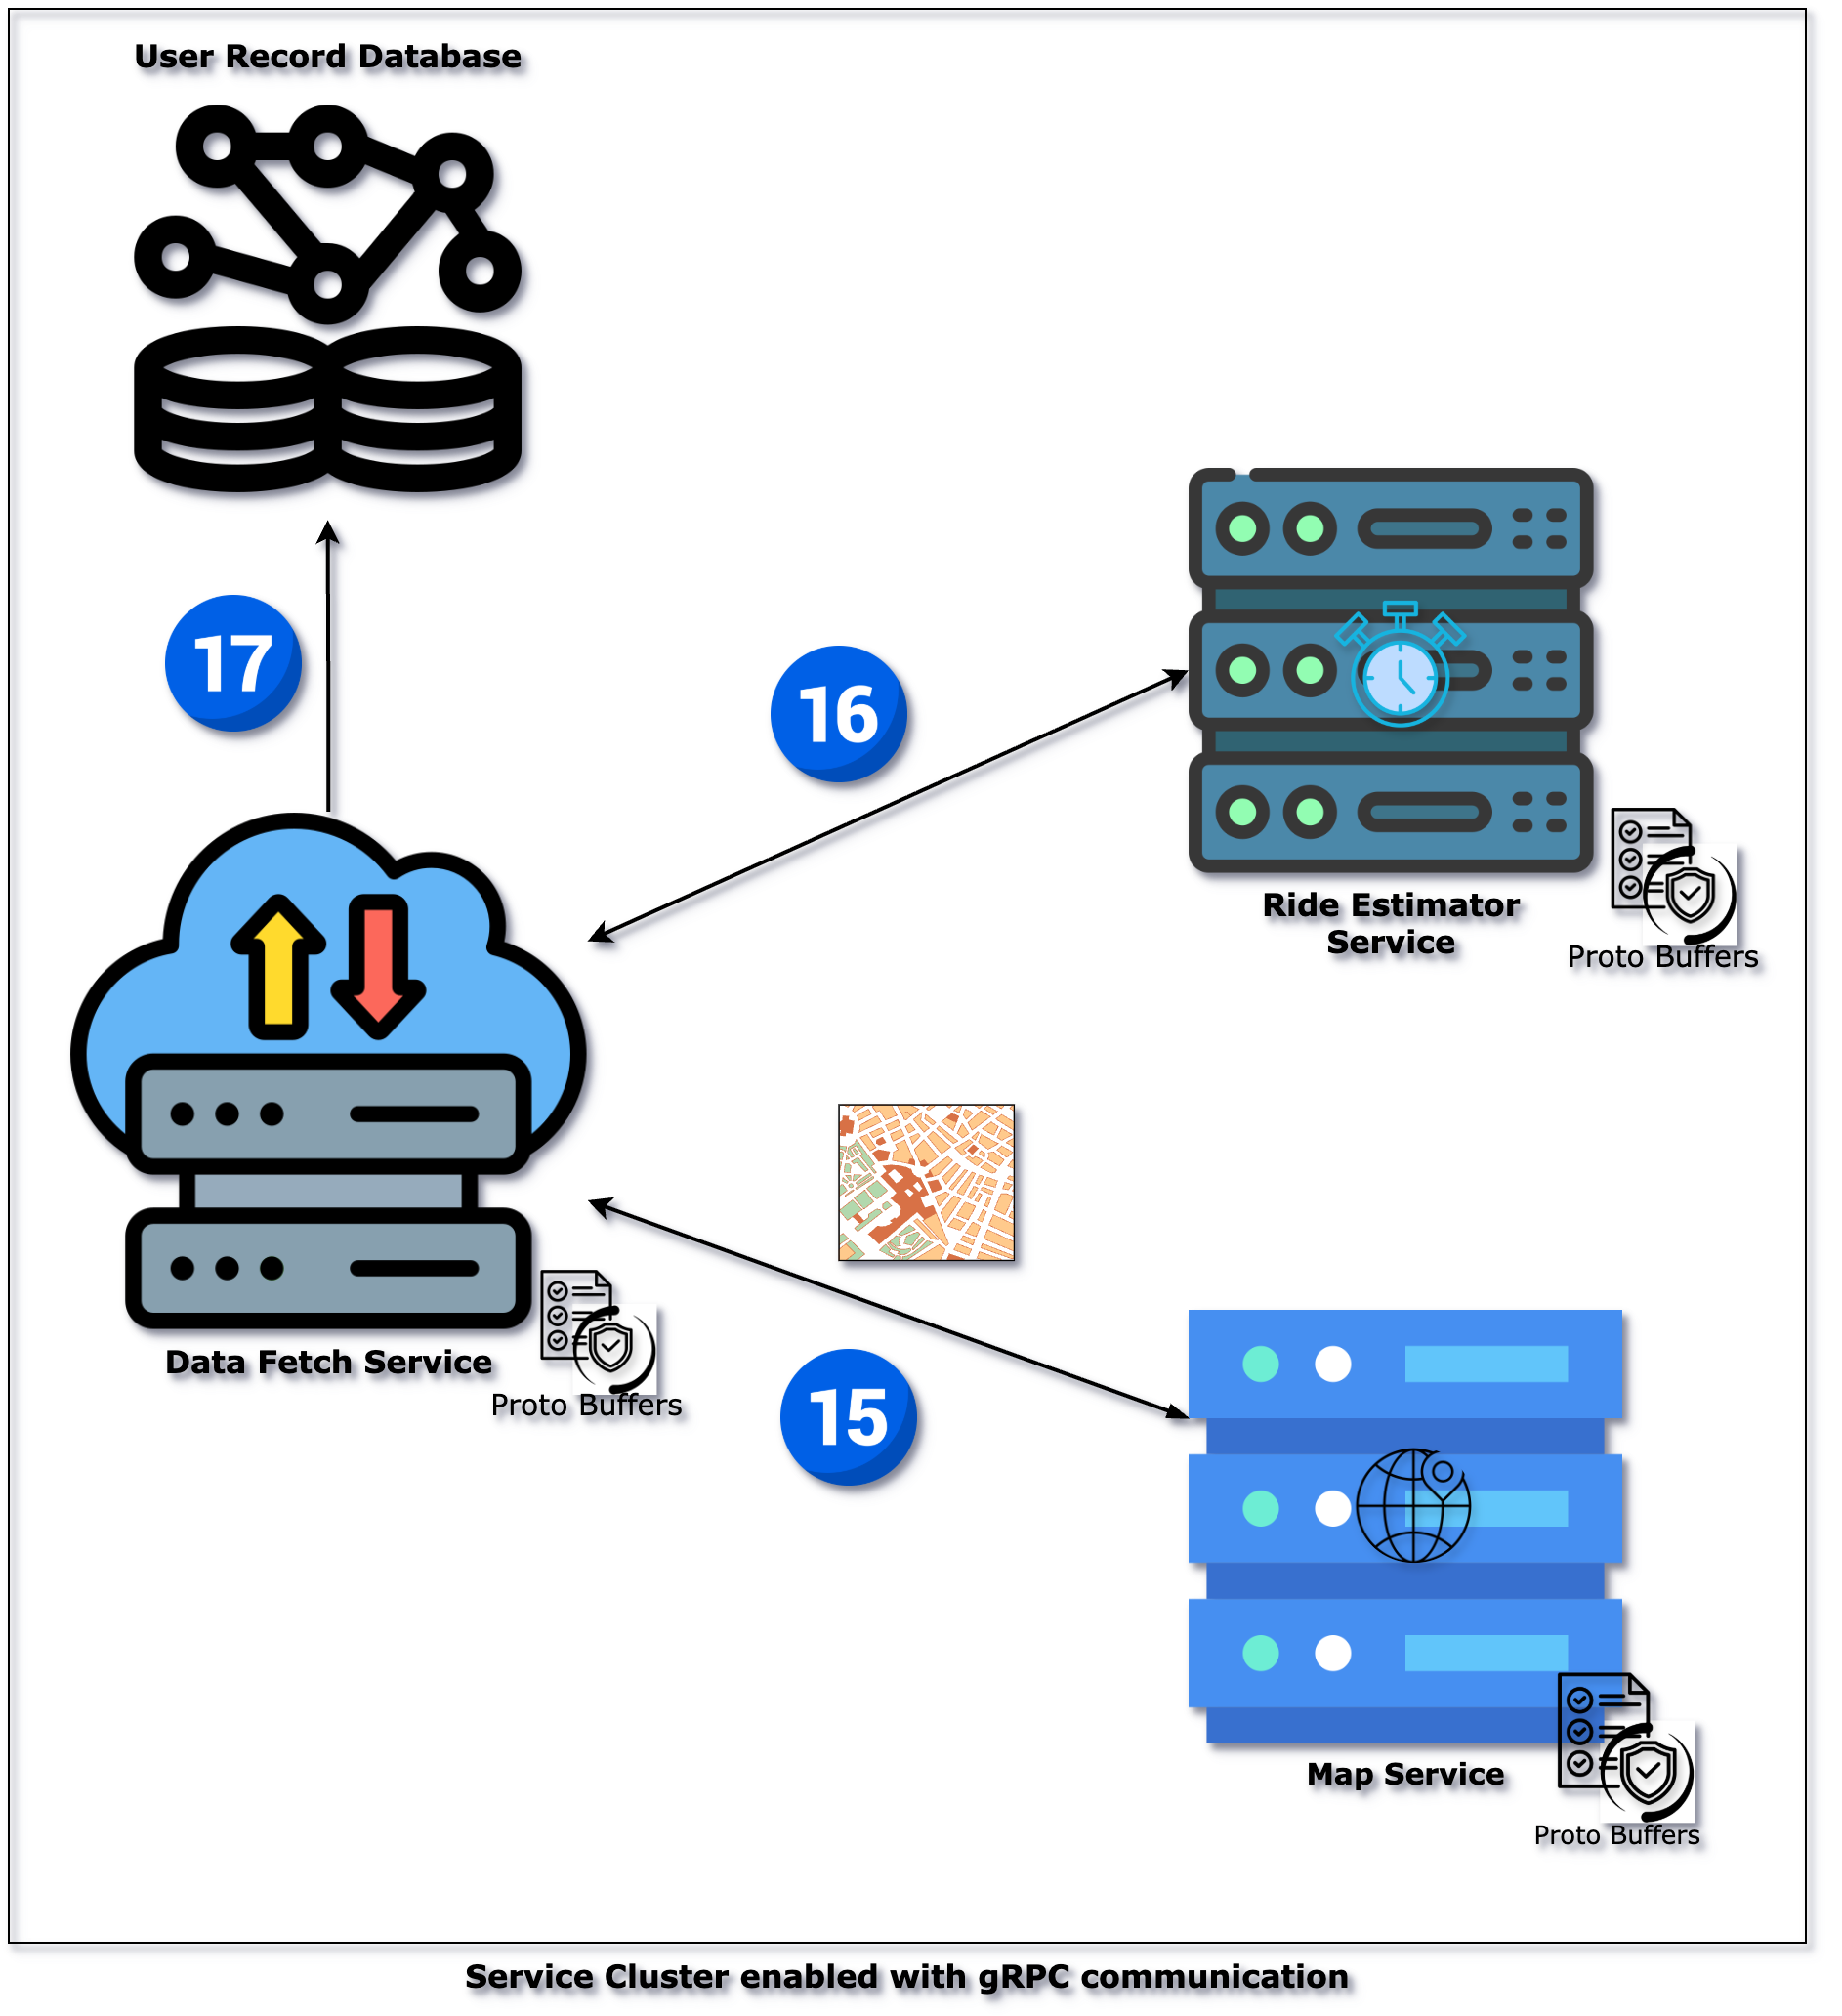 User Record Database
17
16
Ride Estimator
Service
Proto Buffers
Data Fetch Service
Proto Buffers
15
Map Service
Proto Buffers
Service Cluster enabled with gRPC communication